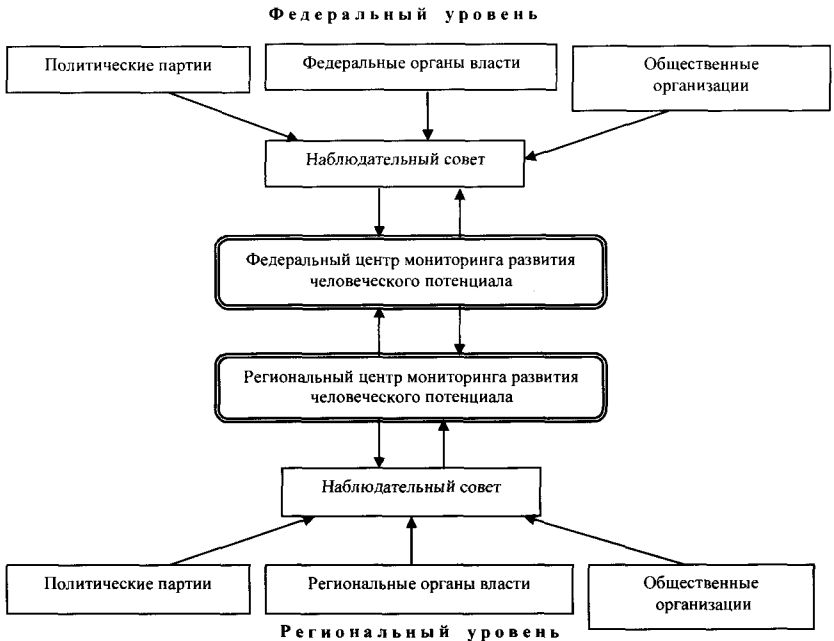 Федеральный уровень
Политические партии
Федеральные органы власти
Общественные
организации
Наблюдательный совет
Федеральный центр мониторинга развития
человеческого потенциала
Региональный центр мониторинга развития
человеческого потенциала
Наблюдательный совет
Политические партии
Региональные органы власти
Общественные
организации
Региональный уровень